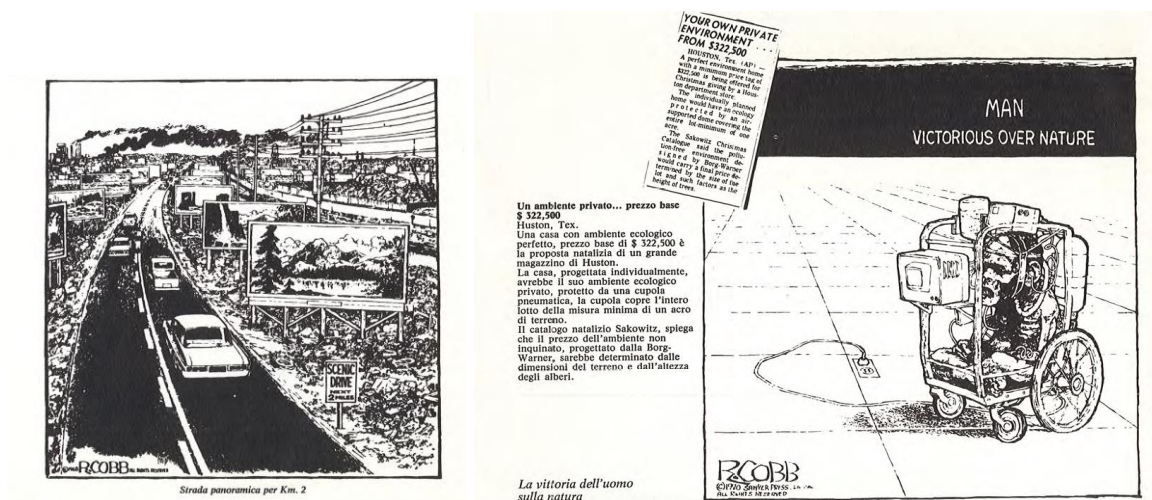 SCENIC
DRIVE
NEXT
2 MILES
R.COBB
ALL RIGHTS RESERVED
Strada panoramica per Km. 2
YOUR OWN PRIVATE
ENVIRONMENT . . .
FROM $322,500
HOUSTON, Tex. (AP) —
A perfect environment home
with a minimum price tag of
$322,500 is being offered for
Christmas giving by a Hous-
ton department store.
The individually planned
home would have an ecology
protected by an air-
supported dome covering the
entire lot-minimum of one
acre.
The Sakowitz Christmas
Catalogue said the pollu-
tion-free environment de-
signed by Borg-Warner
would carry a final price de-
termined by the size of the
lot and such factors as the
height of trees.
Un ambiente privato... prezzo base
$ 322,500
Huston, Tex.
Una casa con ambiente ecologico
perfetto, prezzo base di $ 322,500 è
la proposta natalizia di un grande
magazzino di Huston.
La casa, progettata individualmente,
avrebbe il suo ambiente ecologico
privato, protetto da una cupola
pneumatica, la cupola copre l'intero
lotto della misura minima di un acro
di terreno.
Il catalogo natalizio Sakowitz, spiega
che il prezzo dell'ambiente non
inquinato, progettato dalla Borg-
Warner, sarebbe determinato dalle
dimensioni del terreno e dall'altezza
degli alberi.
La vittoria dell'uomo
sulla natura
MAN
VICTORIOUS OVER NATURE
R.COBB
©1970 SAWYER PRESS,
ALL RIGHTS RESERVED